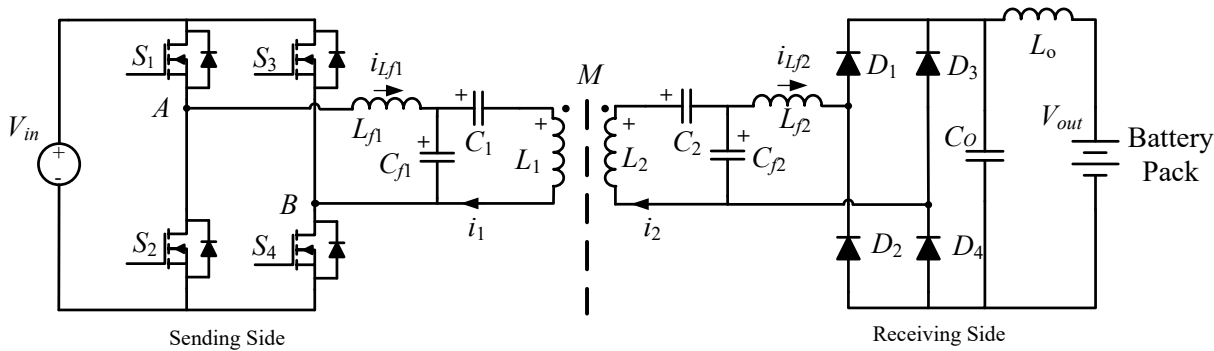 S1
S3
iLf1
M
iLf2
D1
D3
Lo
A
Vin
+
-
Lf1
+
C1
+
Cf1
+
L1
+
L2
+
C2
+
Cf2
Lf2
CO
Vout
Battery
Pack
B
S2
S4
i1
i2
D2
D4
Sending Side
Receiving Side